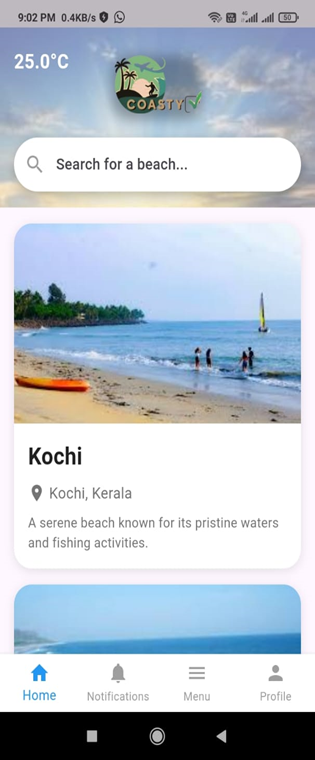 9:02 PM 0.4KB/s
4G
50
25.0°C
COASTY
Search for a beach...
Kochi
Kochi, Kerala
A serene beach known for its pristine waters
and fishing activities.
Home Notifications Menu Profile